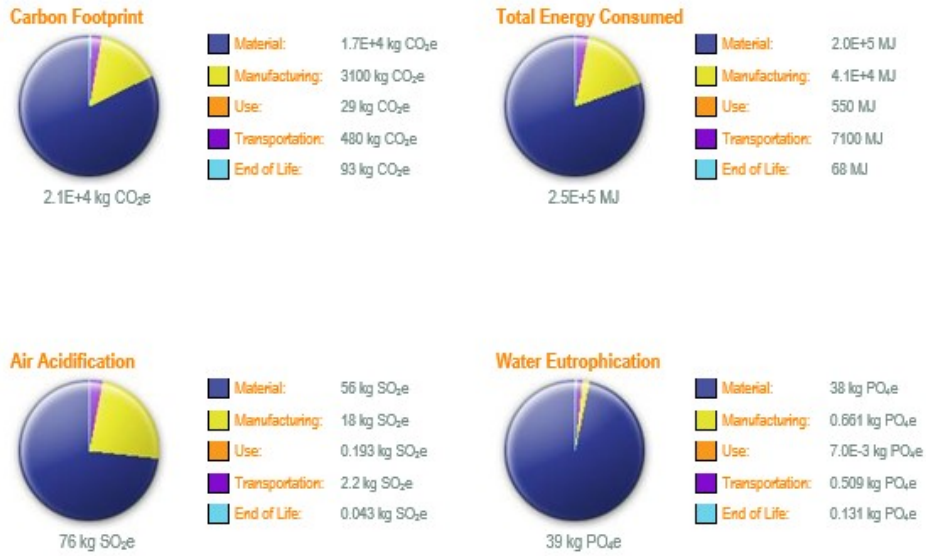 Carbon Footprint
Material: 1.7E+4 kg CO₂e
Manufacturing: 3100 kg CO₂e
Use: 29 kg CO₂e
Transportation: 480 kg CO₂e
End of Life: 93 kg CO₂e
2.1E+4 kg CO₂e
Total Energy Consumed
Material: 2.0E+5 MJ
Manufacturing: 4.1E+4 MJ
Use: 550 MJ
Transportation: 7100 MJ
End of Life: 68 MJ
2.5E+5 MJ
Air Acidification
Material: 56 kg SO₂e
Manufacturing: 18 kg SO₂e
Use: 0.193 kg SO₂e
Transportation: 2.2 kg SO₂e
End of Life: 0.043 kg SO₂e
76 kg SO₂e
Water Eutrophication
Material: 38 kg PO₄e
Manufacturing: 0.661 kg PO₄e
Use: 7.0E-3 kg PO₄e
Transportation: 0.509 kg PO₄e
End of Life: 0.131 kg PO₄e
39 kg PO₄e